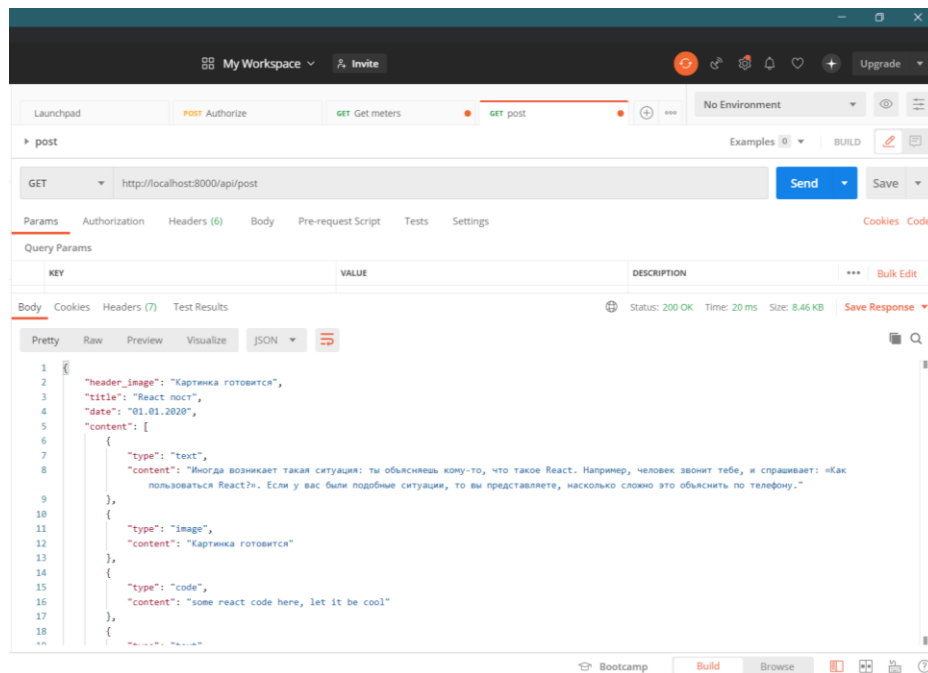 My Workspace Invite Upgrade
Launchpad POST Authorize GET Get meters GET post No Environment
post Examples 0 BUILD
GET http://localhost:8000/api/post Send Save
Params Authorization Headers (6) Body Pre-request Script Tests Settings Cookies Code
Query Params
KEY VALUE DESCRIPTION Bulk Edit
Body Cookies Headers (7) Test Results Status: 200 OK Time: 20 ms Size: 8.46 KB Save Response
Pretty Raw Preview Visualize JSON
1 {
2 "header_image": "Картинка готовится",
3 "title": "React пост",
4 "date": "01.01.2020",
5 "content": [
6 {
7 "type": "text",
8 "content": "Иногда возникает такая ситуация: ты объясняешь кому-то, что такое React. Например, человек звонит тебе, и спрашивает: «Как
пользоваться React?». Если у вас были подобные ситуации, то вы представляете, насколько сложно это объяснить по телефону."
9 },
10 {
11 "type": "image",
12 "content": "Картинка готовится"
13 },
14 {
15 "type": "code",
16 "content": "some react code here, let it be cool"
17 },
18 {
19 "type": "text"
Bootcamp Build Browse